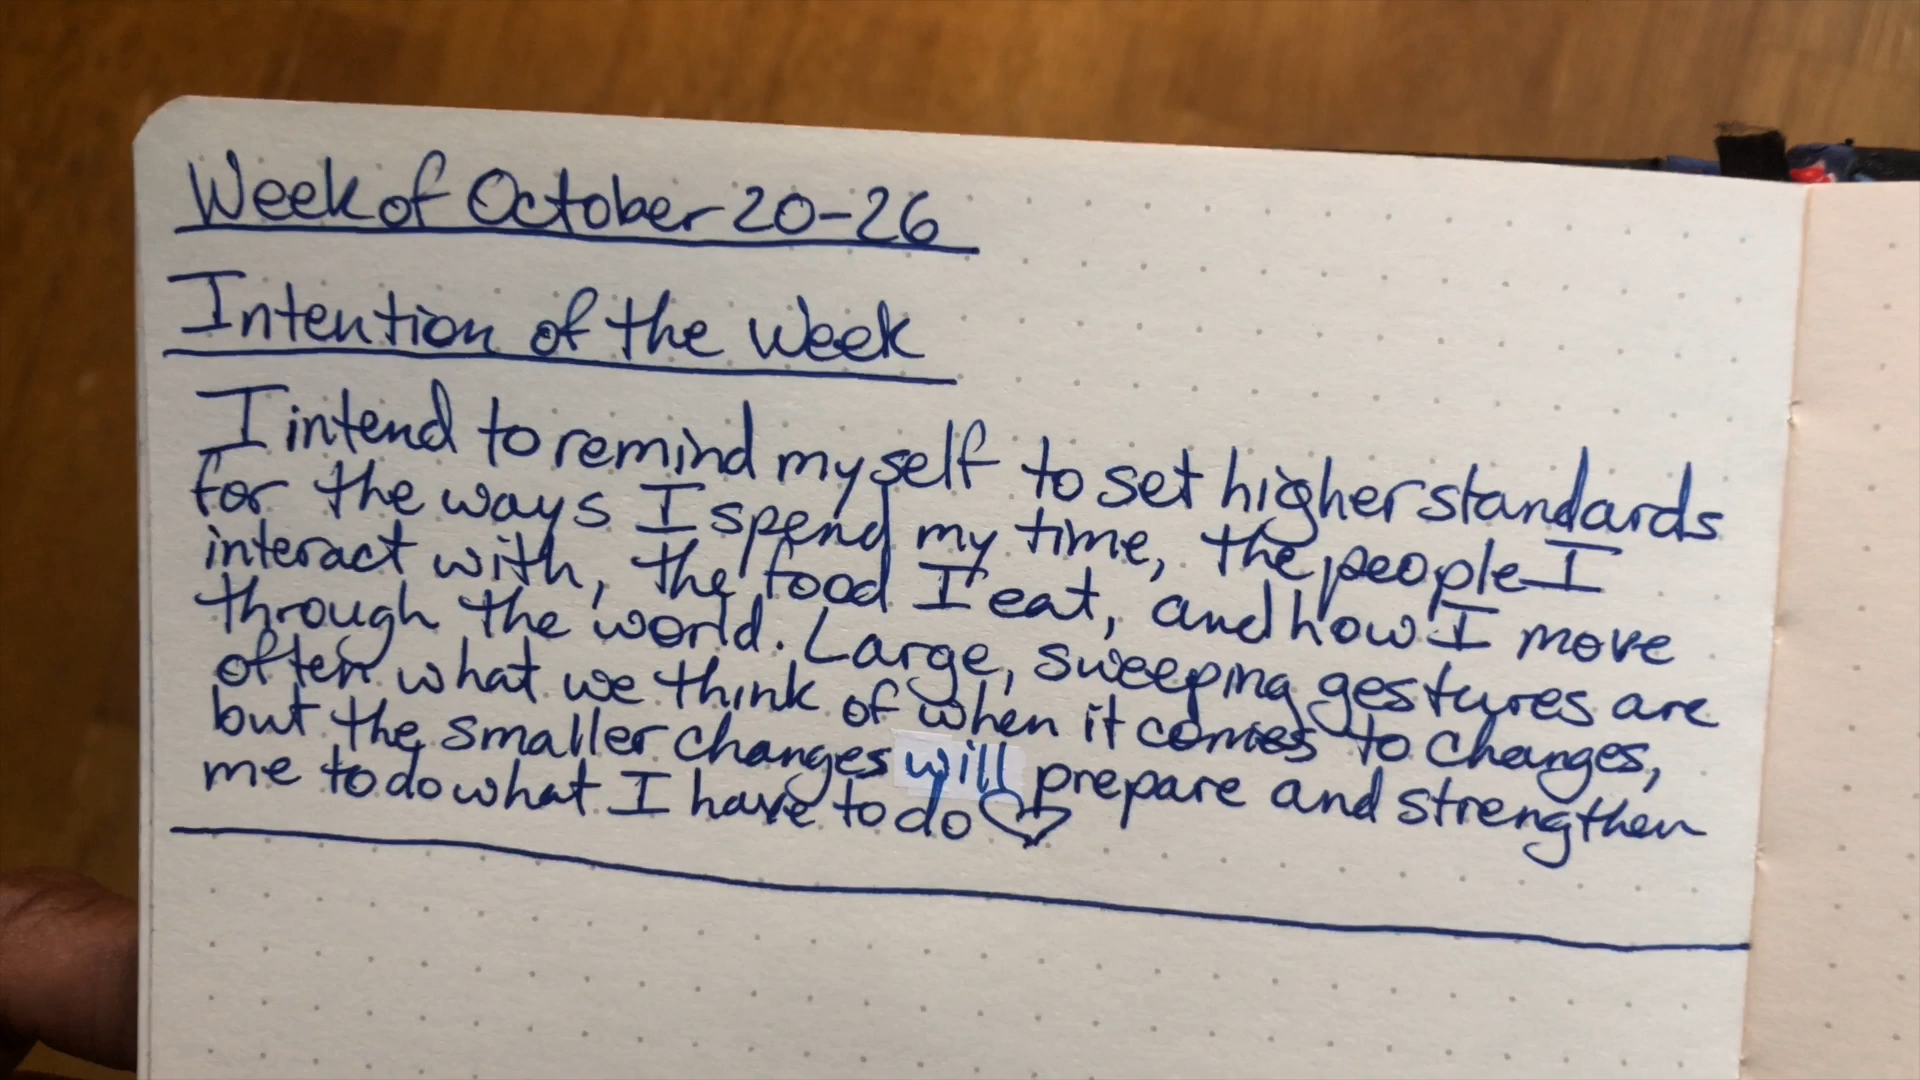 Week of October 20-26
Intention of the Week
I intend to remind myself to set higher standards
for the ways I spend my time, the people I
interact with, the food I eat, and how I move
through the world. Large, sweeping gestures are
often what we think of when it comes to changes,
but the smaller changes will prepare and strengthen
me to do what I have to do♡